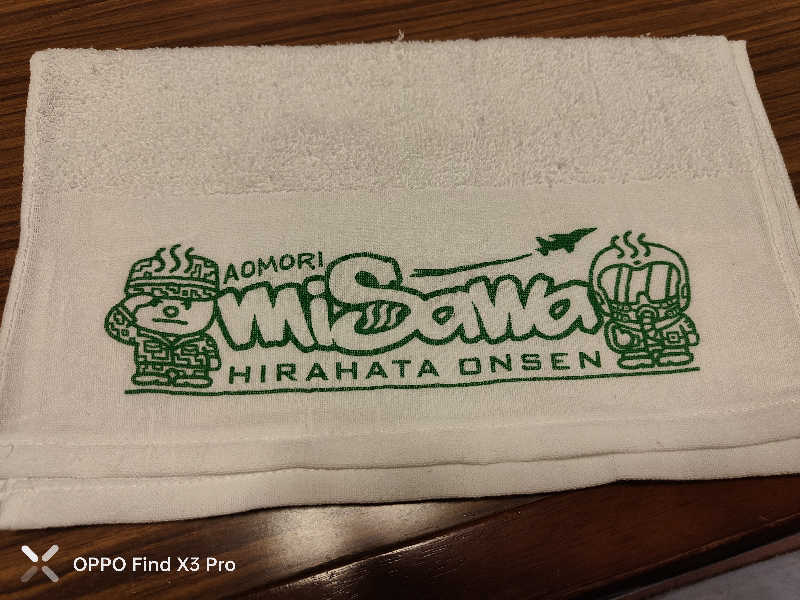 AOMORI
miSawa
HIRAHATA ONSEN
OPPO Find X3 Pro